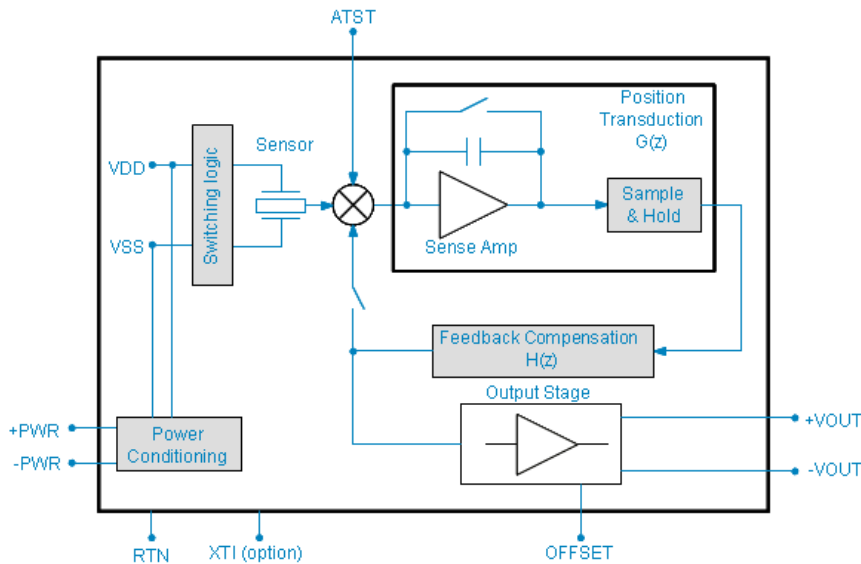 ATST
Position
Transduction
G(z)
Sensor
VDD
Switching logic
Sample
& Hold
VSS
Sense Amp
Feedback Compensation
H(z)
Output Stage
+PWR
Power
Conditioning
-PWR
+VOUT
-VOUT
RTN
XTI (option)
OFFSET